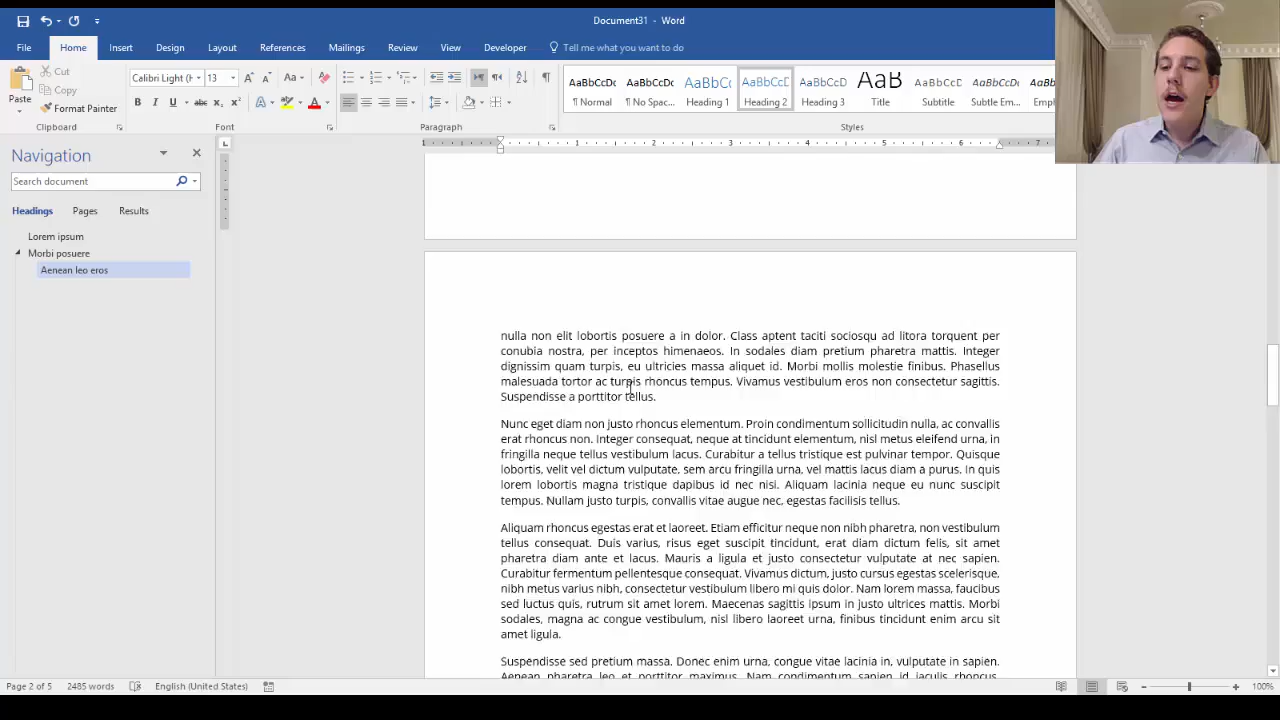 Document31 - Word
File Home Insert Design Layout References Mailings Review View Developer Tell me what you want to do
Paste
Cut
Copy
Format Painter
Clipboard
Calibri Light (H 13
Font
Paragraph
AaBbCcDc AaBbCcDc AaBbCc AaBbCcD AaBbCcD AaB AaBbCcD AaBbCcDc
¶ Normal ¶ No Spac... Heading 1 Heading 2 Heading 3 Title Subtitle Subtle Em...
Styles
Navigation
Search document
Headings Pages Results
Lorem ipsum
Morbi posuere
Aenean leo eros
1 1 2 3 4 5 6 7
nulla non elit lobortis posuere a in dolor. Class aptent taciti sociosqu ad litora torquent per
conubia nostra, per inceptos himenaeos. In sodales diam pretium pharetra mattis. Integer
dignissim quam turpis, eu ultricies massa aliquet id. Morbi mollis molestie finibus. Phasellus
malesuada tortor ac turpis rhoncus tempus. Vivamus vestibulum eros non consectetur sagittis.
Suspendisse a porttitor tellus.
Nunc eget diam non justo rhoncus elementum. Proin condimentum sollicitudin nulla, ac convallis
erat rhoncus non. Integer consequat, neque at tincidunt elementum, nisl metus eleifend urna, in
fringilla neque tellus vestibulum lacus. Curabitur a tellus tristique est pulvinar tempor. Quisque
lobortis, velit vel dictum vulputate, sem arcu fringilla urna, vel mattis lacus diam a purus. In quis
lorem lobortis magna tristique dapibus id nec nisi. Aliquam lacinia neque eu nunc suscipit
tempus. Nullam justo turpis, convallis vitae augue nec, egestas facilisis tellus.
Aliquam rhoncus egestas erat et laoreet. Etiam efficitur neque non nibh pharetra, non vestibulum
tellus consequat. Duis varius, risus eget suscipit tincidunt, erat diam dictum felis, sit amet
pharetra diam ante et lacus. Mauris a ligula et justo consectetur vulputate at nec sapien.
Curabitur fermentum pellentesque consequat. Vivamus dictum, justo cursus egestas scelerisque,
nibh metus varius nibh, consectetur vestibulum libero mi quis dolor. Nam lorem massa, faucibus
sed luctus quis, rutrum sit amet lorem. Maecenas sagittis ipsum in justo ultrices mattis. Morbi
sodales, magna ac congue vestibulum, nisl libero laoreet urna, finibus tincidunt enim arcu sit
amet ligula.
Suspendisse sed pretium massa. Donec enim urna, congue vitae lacinia in, vulputate in sapien.
Aenean pharetra leo et porttitor maximus. Nam condimentum sapien id iaculis rhoncus.
Page 2 of 5 2485 words English (United States) 100%